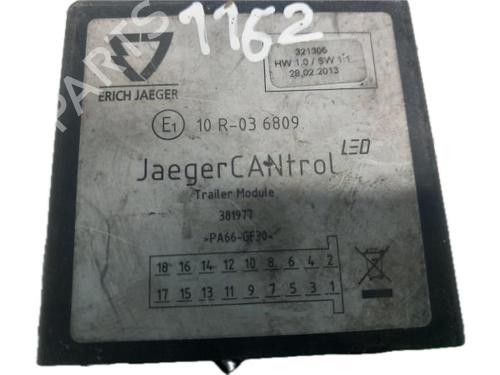 1162
321306
HW 1.0 / SW 1.1
28.02.2013
ERICH JAEGER
E1 10 R-03 6809
JaegerCANtrol LED
Trailer Module
381977
>PA66-GF30<
18 16 14 12 10 8 6 4 2
17 15 13 11 9 7 5 3 1